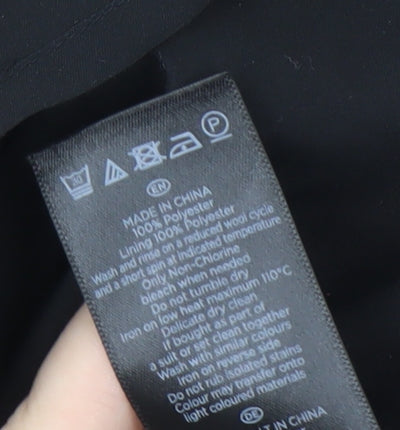 30
P
EN
MADE IN CHINA
100% Polyester
Lining 100% Polyester
Wash and rinse on a reduced wool cycle
and a short spin at indicated temperature
Only Non-Chlorine
bleach when needed
Do not tumble dry
Iron on low heat maximum 110°C
Delicate dry clean
If bought as part of
a suit or set clean together
Wash with similar colours
Iron on reverse side
Do not rub isolated stains
Colour may transfer onto
light coloured materials
DE
IN CHINA